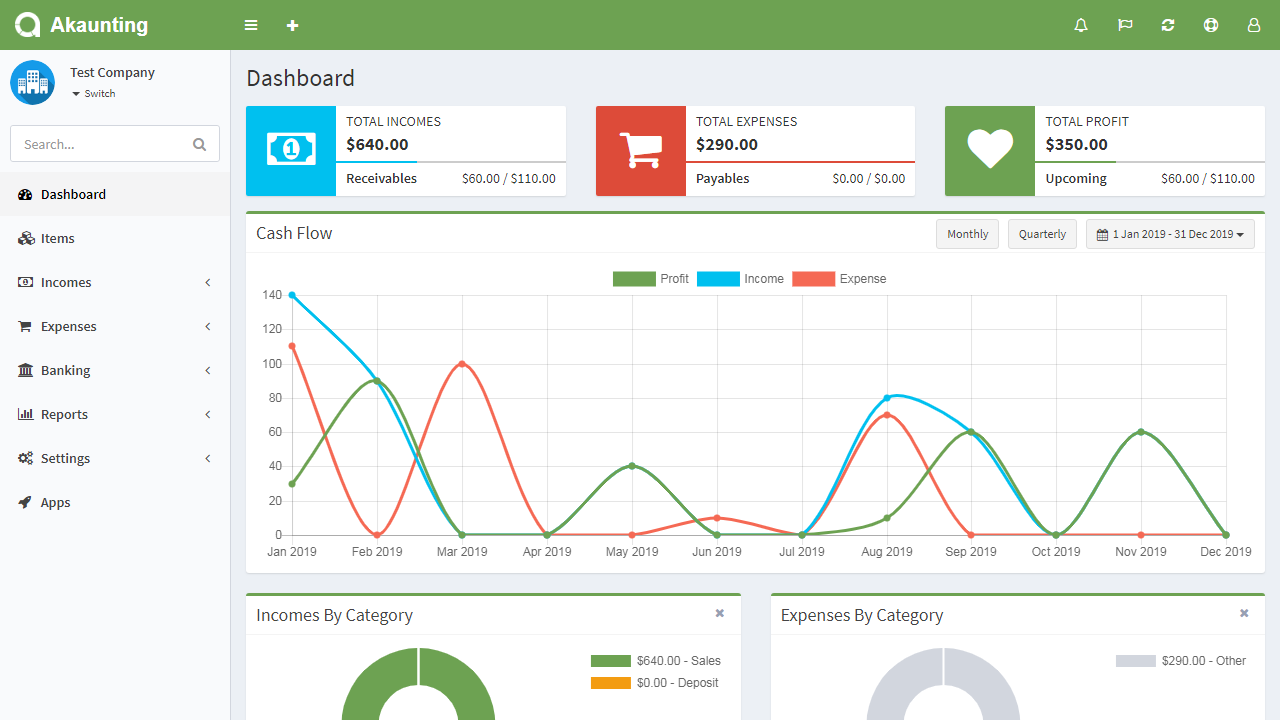 Akaunting
Test Company
Switch
Search...
Dashboard
Items
Incomes
Expenses
Banking
Reports
Settings
Apps
Dashboard
TOTAL INCOMES
$640.00
Receivables $60.00 / $110.00
TOTAL EXPENSES
$290.00
Payables $0.00 / $0.00
TOTAL PROFIT
$350.00
Upcoming $60.00 / $110.00
Cash Flow
Monthly Quarterly 1 Jan 2019 - 31 Dec 2019
Profit Income Expense
140
120
100
80
60
40
20
0
Jan 2019 Feb 2019 Mar 2019 Apr 2019 May 2019 Jun 2019 Jul 2019 Aug 2019 Sep 2019 Oct 2019 Nov 2019 Dec 2019
Incomes By Category
$640.00 - Sales
$0.00 - Deposit
Expenses By Category
$290.00 - Other